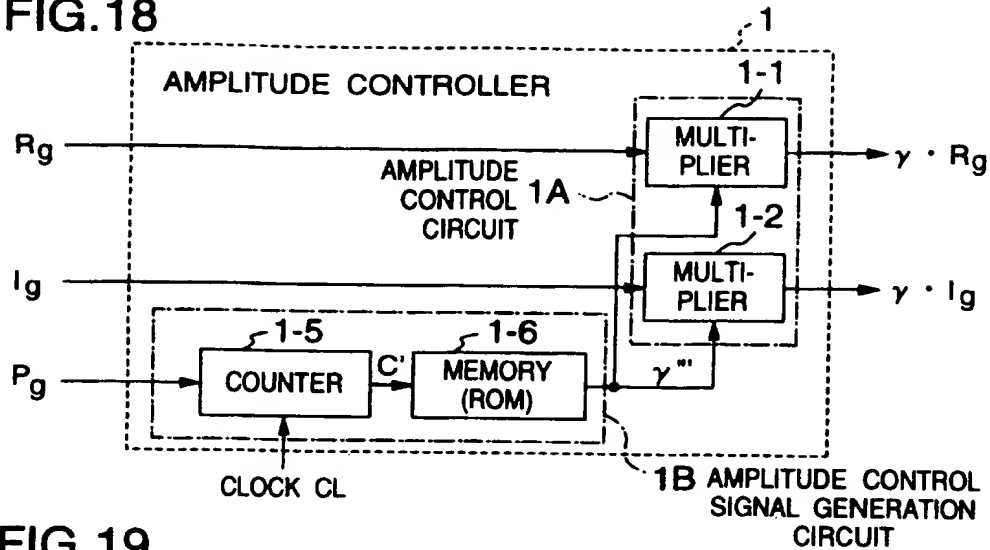 FIG.18
1
AMPLITUDE CONTROLLER
1-1
Rg
MULTI-
PLIER
γ · Rg
AMPLITUDE
CONTROL
CIRCUIT
1A
1-2
Ig
MULTI-
PLIER
γ · Ig
1-5
1-6
Pg
COUNTER
C'
MEMORY
(ROM)
γ"'
CLOCK CL
1B AMPLITUDE CONTROL
SIGNAL GENERATION
CIRCUIT
FIG.19